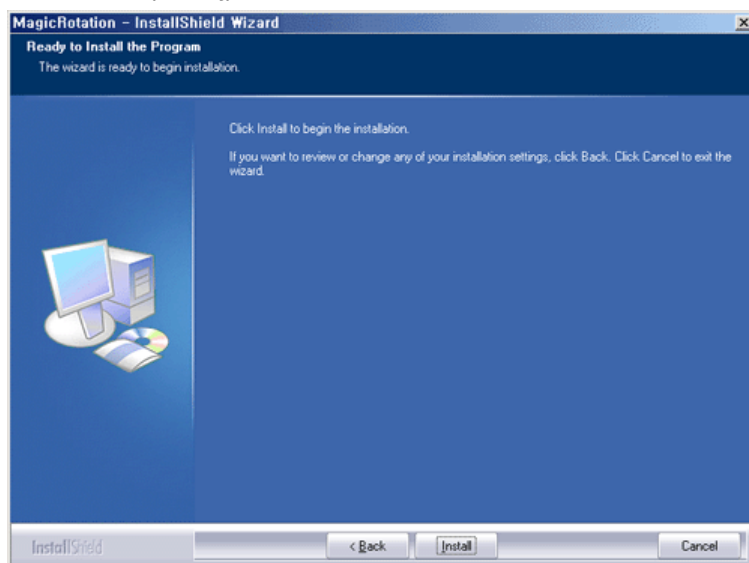 MagicRotation – InstallShield Wizard
Ready to Install the Program
The wizard is ready to begin installation.
Click Install to begin the installation.
If you want to review or change any of your installation settings, click Back. Click Cancel to exit the
wizard.
InstallShield
< Back
Install
Cancel